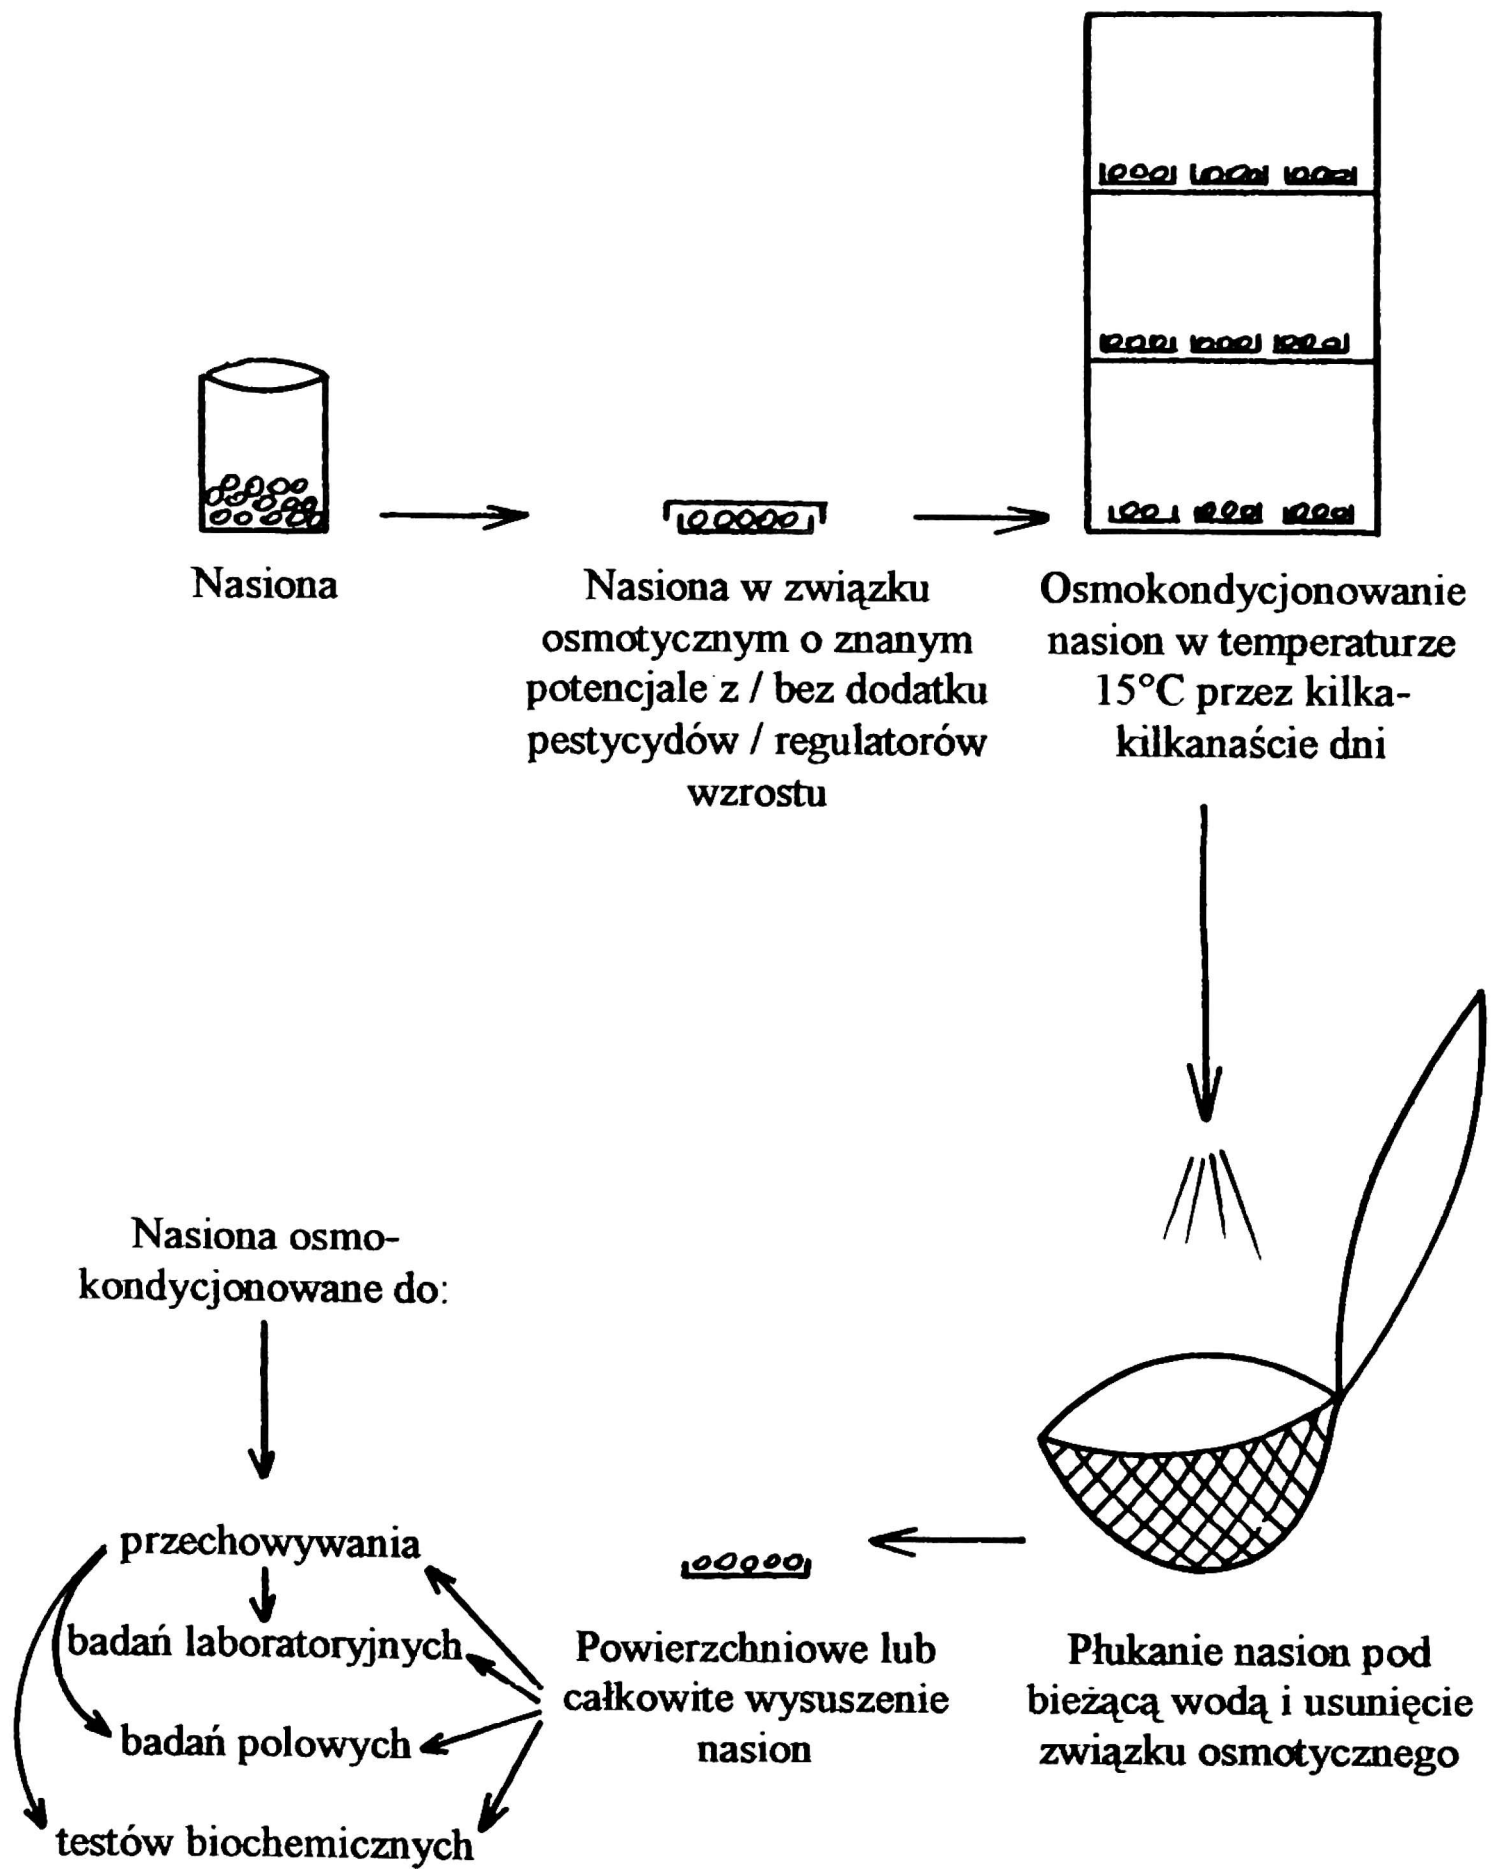 Nasiona
Nasiona w związku
osmotycznym o znanym
potencjale z / bez dodatku
pestycydów / regulatorów
wzrostu
Osmokondycjonowanie
nasion w temperaturze
15°C przez kilka-
kilkanaście dni
Nasiona osmo-
kondycjonowane do:
przechowywania
badań laboratoryjnych
badań polowych
testów biochemicznych
Powierzchniowe lub
całkowite wysuszenie
nasion
Płukanie nasion pod
bieżącą wodą i usunięcie
związku osmotycznego